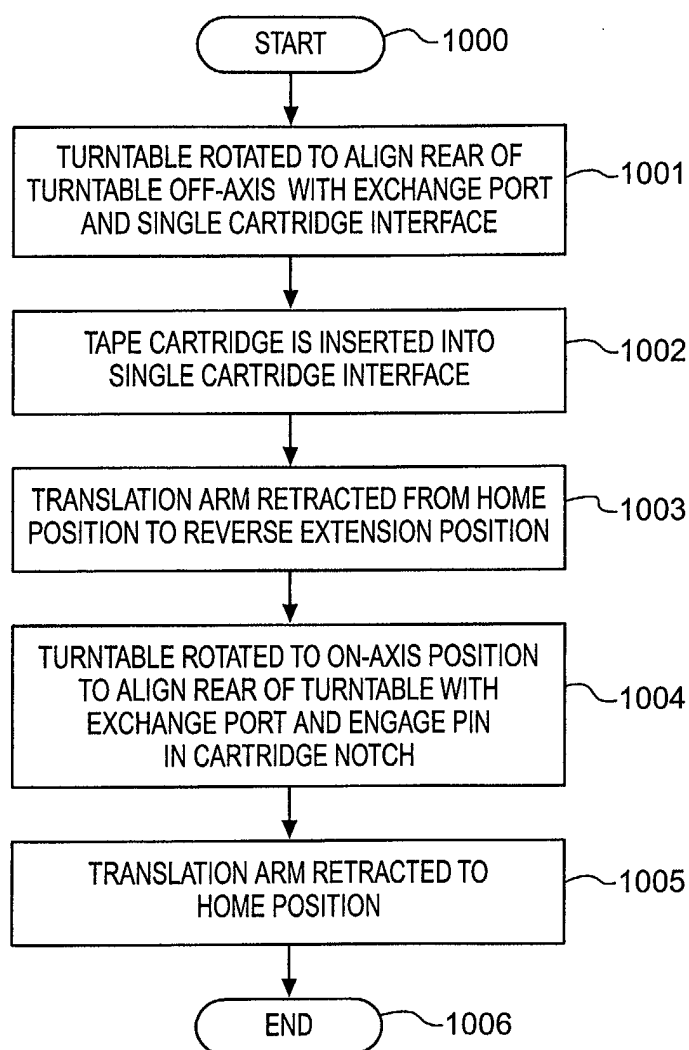 START
1000
TURNTABLE ROTATED TO ALIGN REAR OF
TURNTABLE OFF-AXIS WITH EXCHANGE PORT
AND SINGLE CARTRIDGE INTERFACE
1001
TAPE CARTRIDGE IS INSERTED INTO
SINGLE CARTRIDGE INTERFACE
1002
TRANSLATION ARM RETRACTED FROM HOME
POSITION TO REVERSE EXTENSION POSITION
1003
TURNTABLE ROTATED TO ON-AXIS POSITION
TO ALIGN REAR OF TURNTABLE WITH
EXCHANGE PORT AND ENGAGE PIN
IN CARTRIDGE NOTCH
1004
TRANSLATION ARM RETRACTED TO
HOME POSITION
1005
END
1006